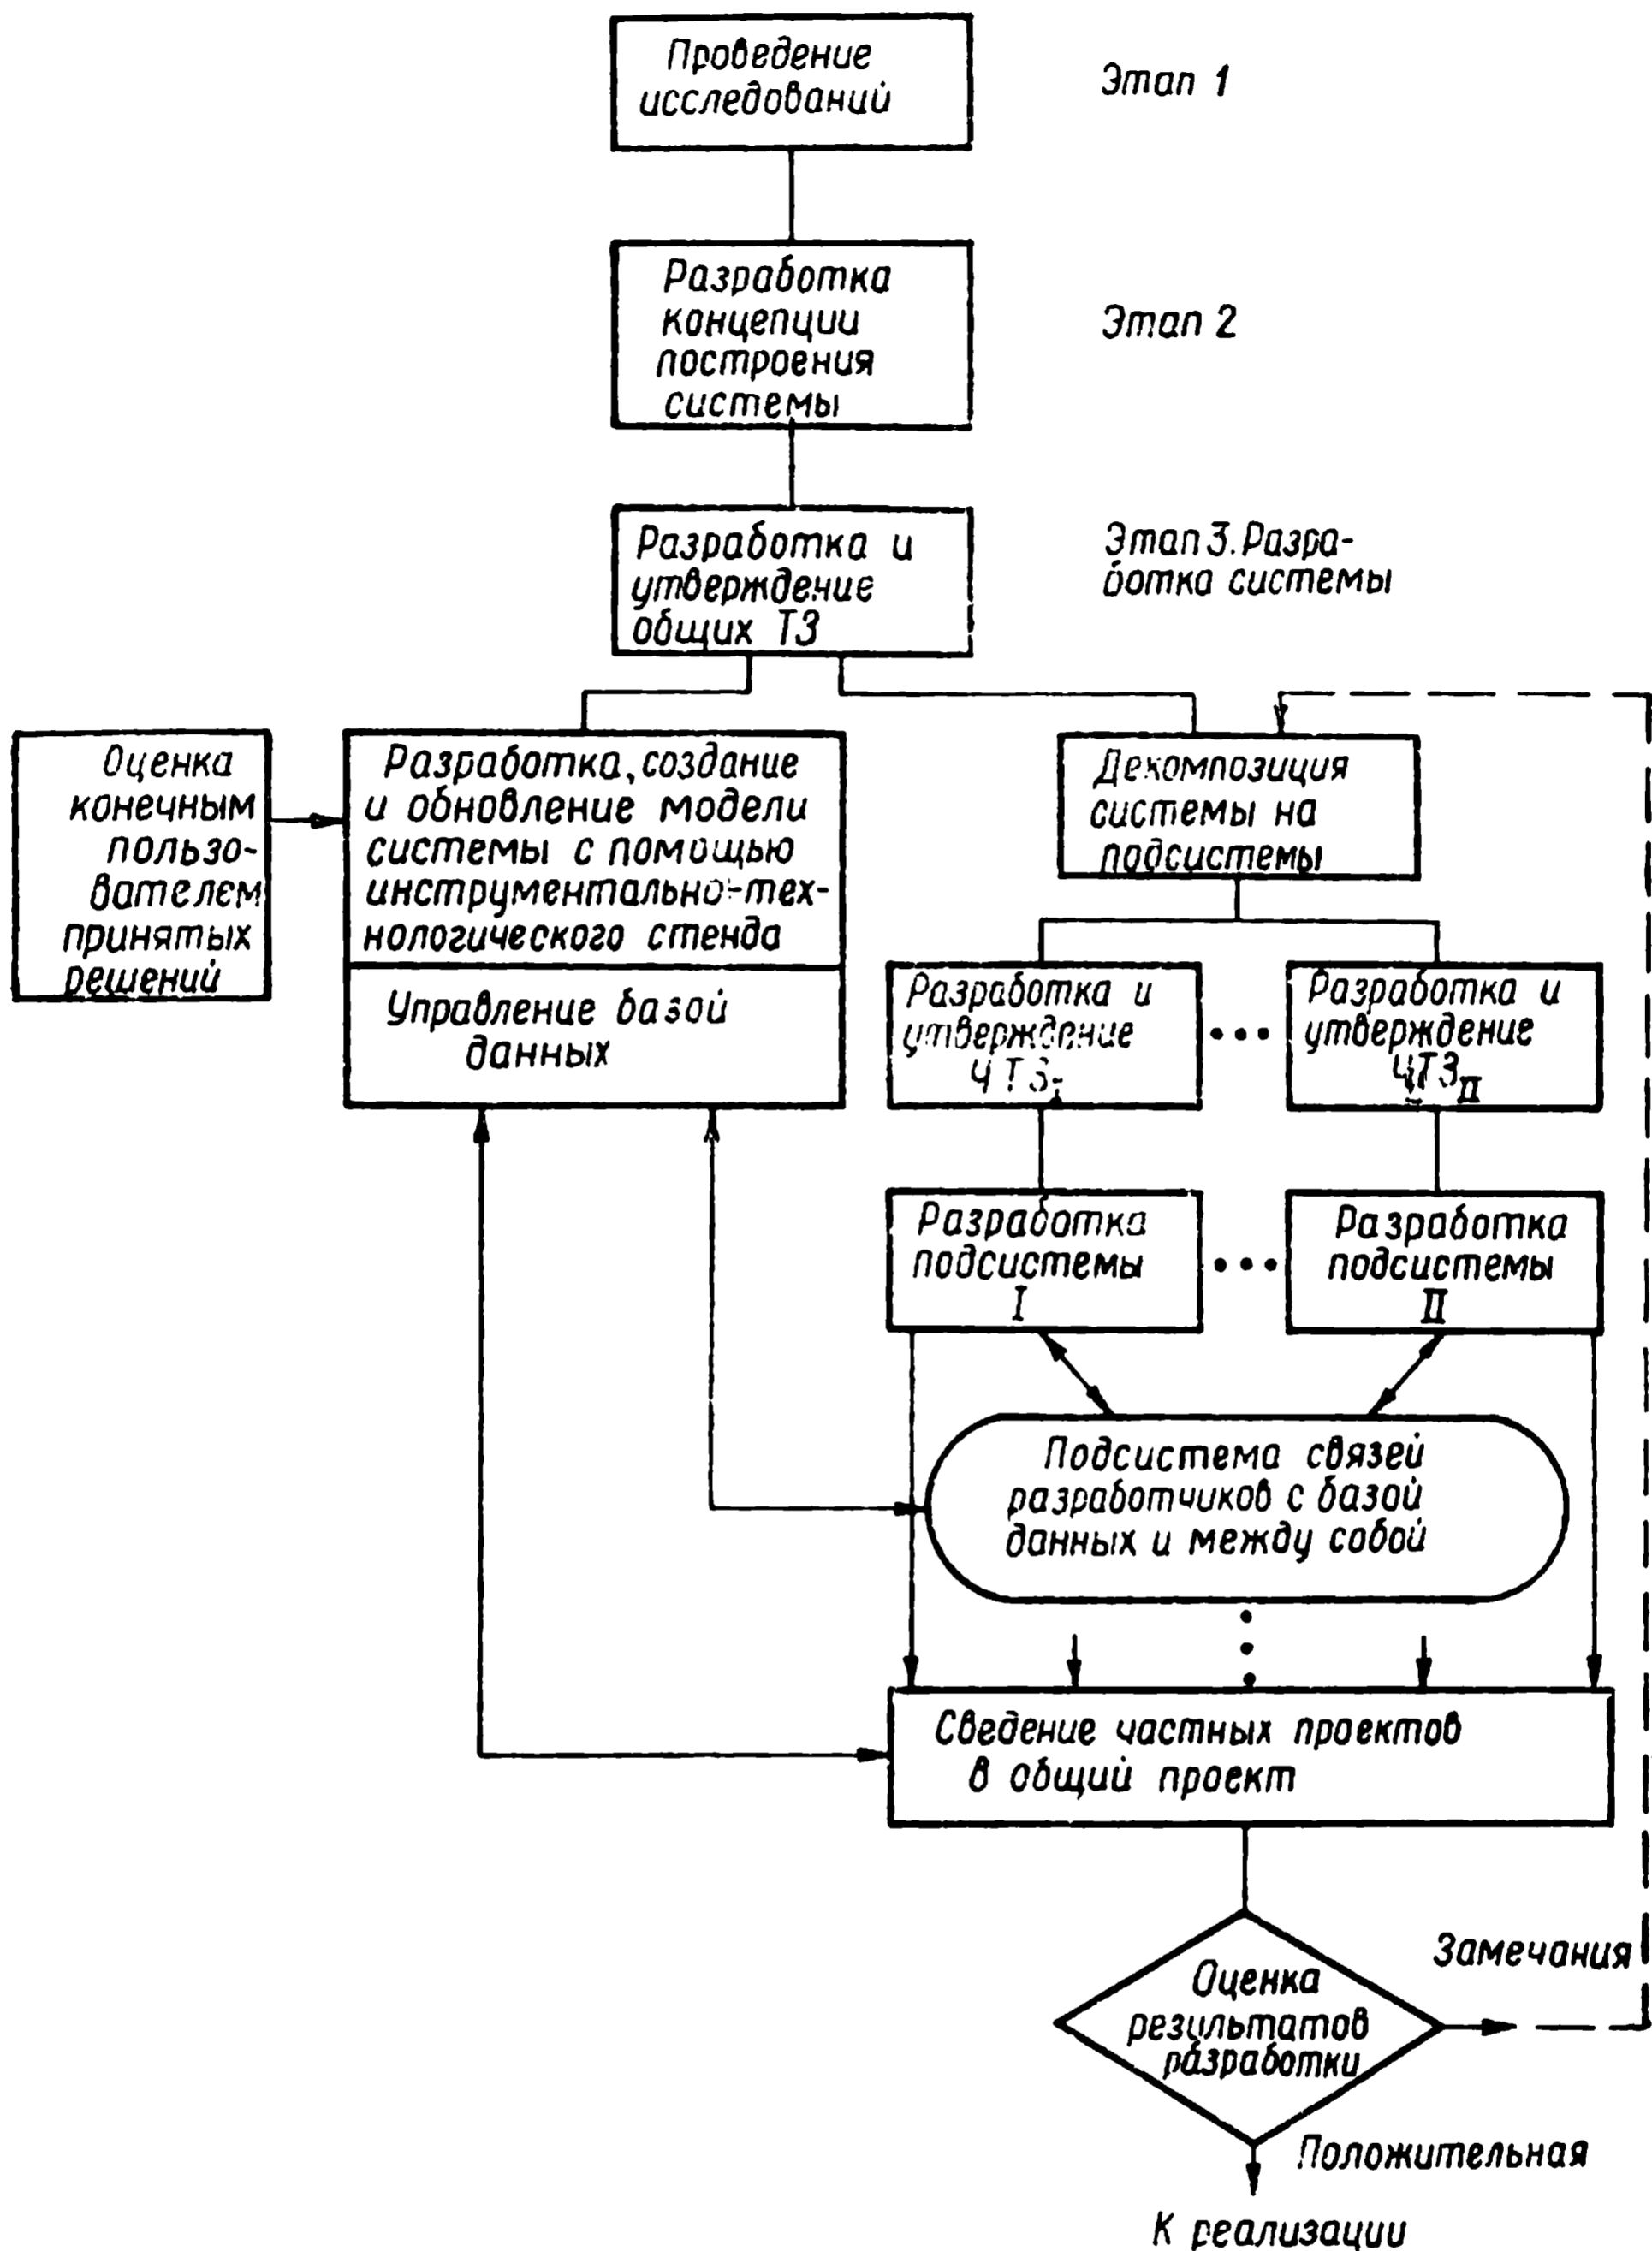 Проведение
исследований
Этап 1
Разработка
концепции
построения
системы
Этап 2
Разработка и
утверждение
общих ТЗ
Этап 3. Разра-
ботка системы
Оценка
конечным
пользо-
вателем
принятых
решений
Разработка, создание
и обновление модели
системы с помощью
инструментально-тех-
нологического стенда
Управление базой
данных
Декомпозиция
системы на
подсистемы
Разработка и
утверждение
ЧТЗ
Разработка и
утверждение
ЧТЗ II
Разработка
подсистемы
I
Разработка
подсистемы
II
Подсистема связей
разработчиков с базой
данных и между собой
Сведение частных проектов
в общий проект
Замечания
Оценка
результатов
разработки
Положительная
К реализации